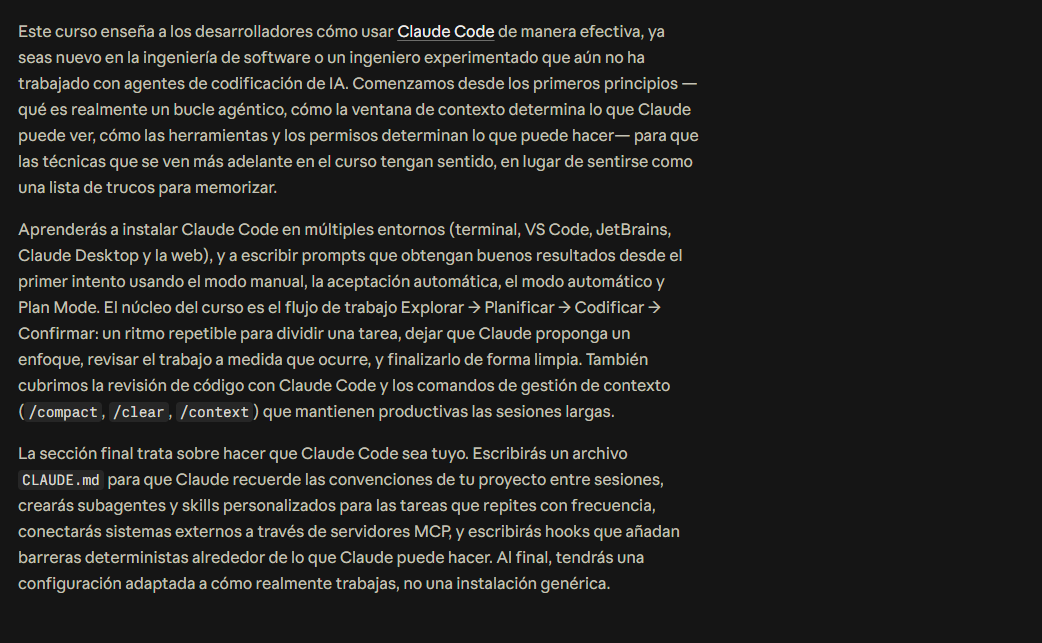 Este curso enseña a los desarrolladores cómo usar Claude Code de manera efectiva, ya
seas nuevo en la ingeniería de software o un ingeniero experimentado que aún no ha
trabajado con agentes de codificación de IA. Comenzamos desde los primeros principios —
qué es realmente un bucle agéntico, cómo la ventana de contexto determina lo que Claude
puede ver, cómo las herramientas y los permisos determinan lo que puede hacer— para que
las técnicas que se ven más adelante en el curso tengan sentido, en lugar de sentirse como
una lista de trucos para memorizar.
Aprenderás a instalar Claude Code en múltiples entornos (terminal, VS Code, JetBrains,
Claude Desktop y la web), y a escribir prompts que obtengan buenos resultados desde el
primer intento usando el modo manual, la aceptación automática, el modo automático y
Plan Mode. El núcleo del curso es el flujo de trabajo Explorar → Planificar → Codificar →
Confirmar: un ritmo repetible para dividir una tarea, dejar que Claude proponga un
enfoque, revisar el trabajo a medida que ocurre, y finalizarlo de forma limpia. También
cubrimos la revisión de código con Claude Code y los comandos de gestión de contexto
(/compact, /clear, /context) que mantienen productivas las sesiones largas.
La sección final trata sobre hacer que Claude Code sea tuyo. Escribirás un archivo
CLAUDE.md para que Claude recuerde las convenciones de tu proyecto entre sesiones,
crearás subagentes y skills personalizados para las tareas que repites con frecuencia,
conectarás sistemas externos a través de servidores MCP, y escribirás hooks que añadan
barreras deterministas alrededor de lo que Claude puede hacer. Al final, tendrás una
configuración adaptada a cómo realmente trabajas, no una instalación genérica.